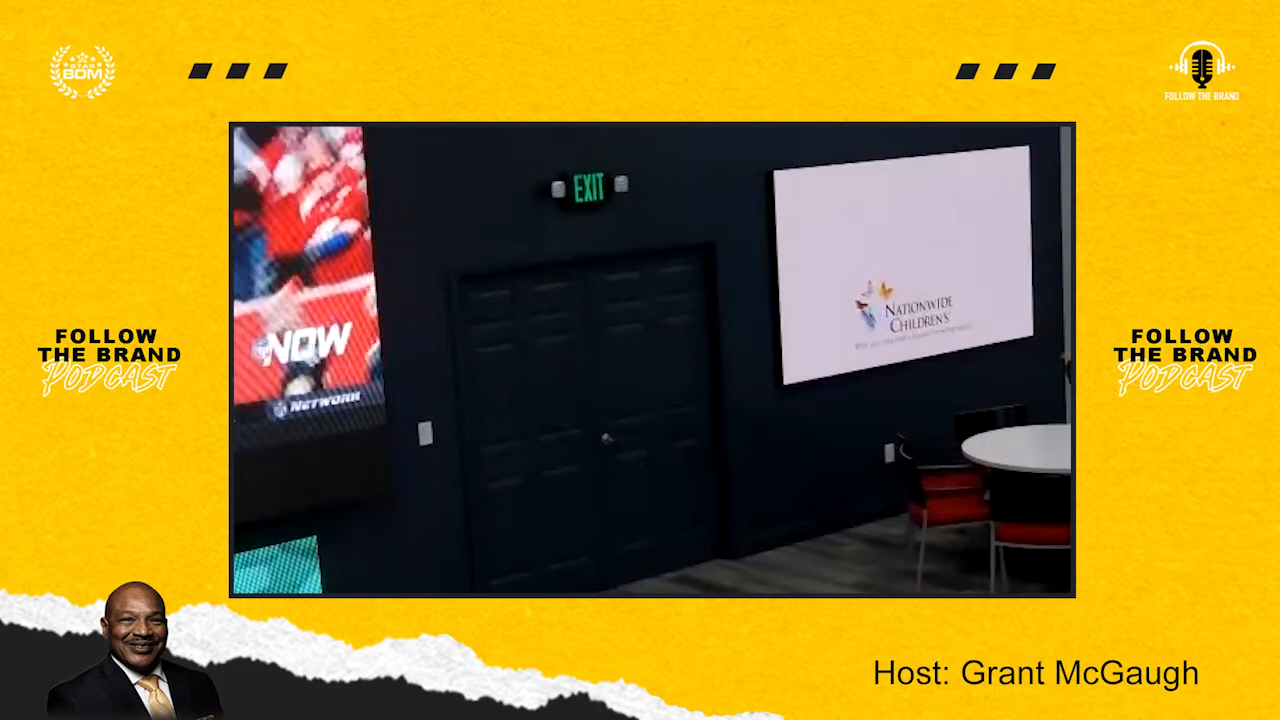 STAR
BDM
FOLLOW THE BRAND
EXIT
NOW
NETWORK
NATIONWIDE
CHILDREN'S
FOLLOW
THE BRAND
PODCAST
FOLLOW
THE BRAND
PODCAST
Host: Grant McGaugh